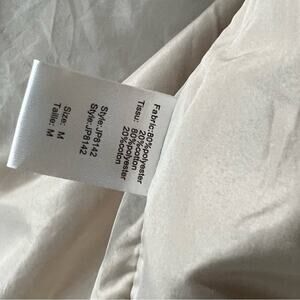 Fabric:80%polyester
20%cotton
Tissu: 80%polyester
20%coton
Style:JP8142
Style:JP8142
Size: M
Taille: M